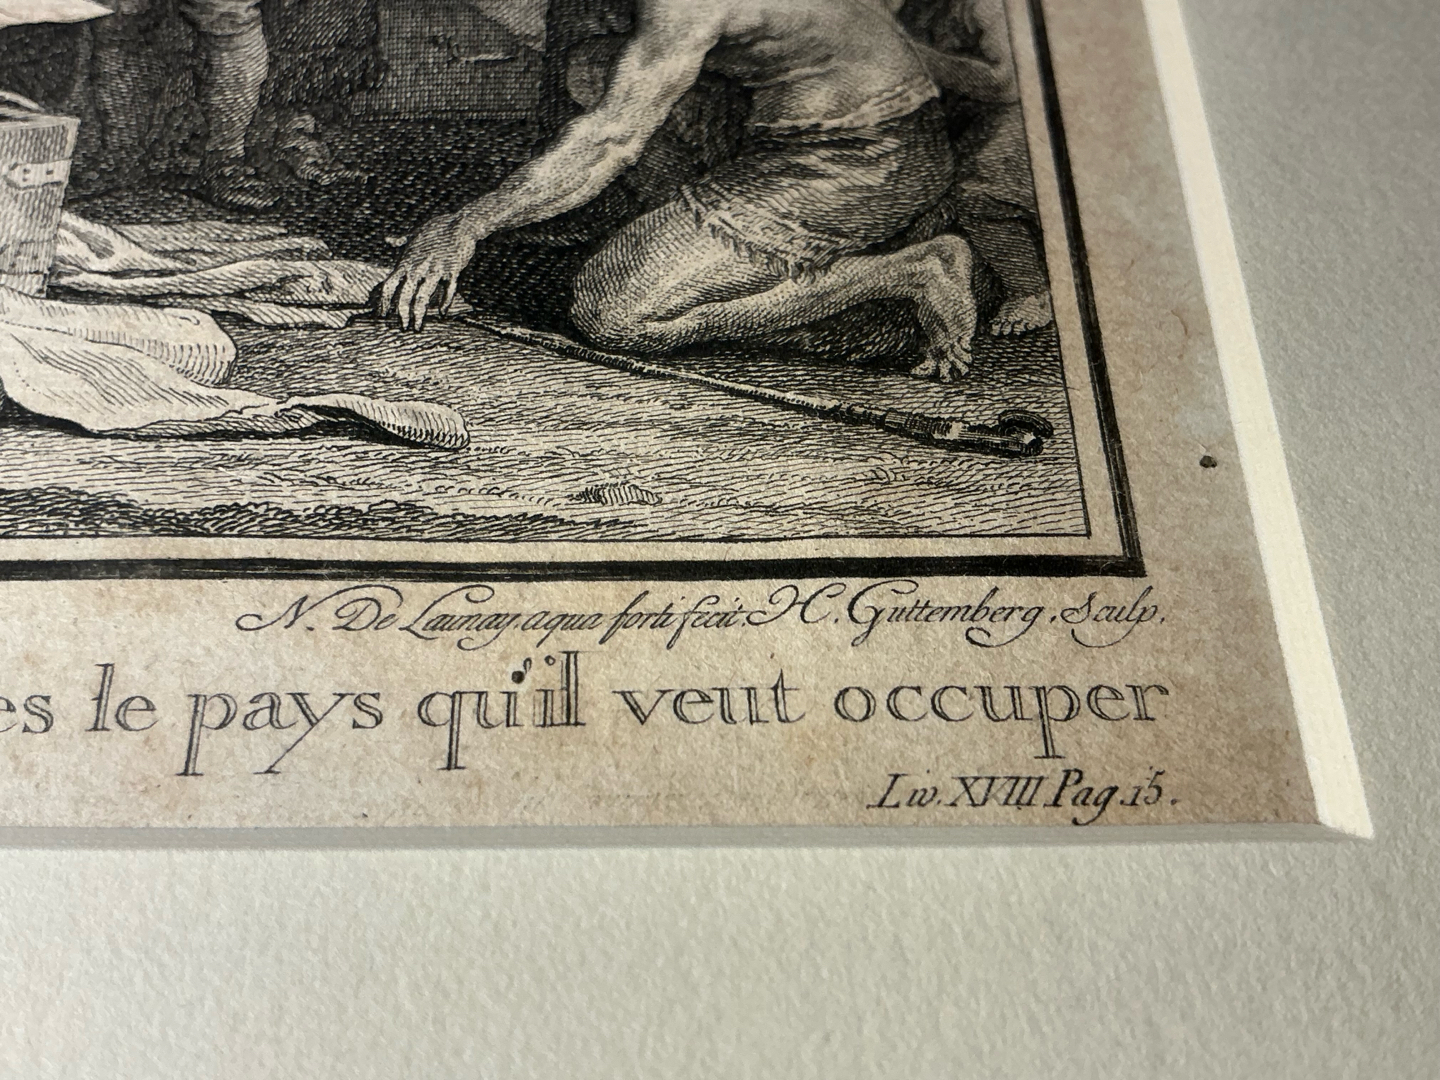 N. De Launay, aqua forti fecit. H. Guttemberg. Sculp.
es le pays qu'il veut occuper
Liv. XVIII Pag. 15.